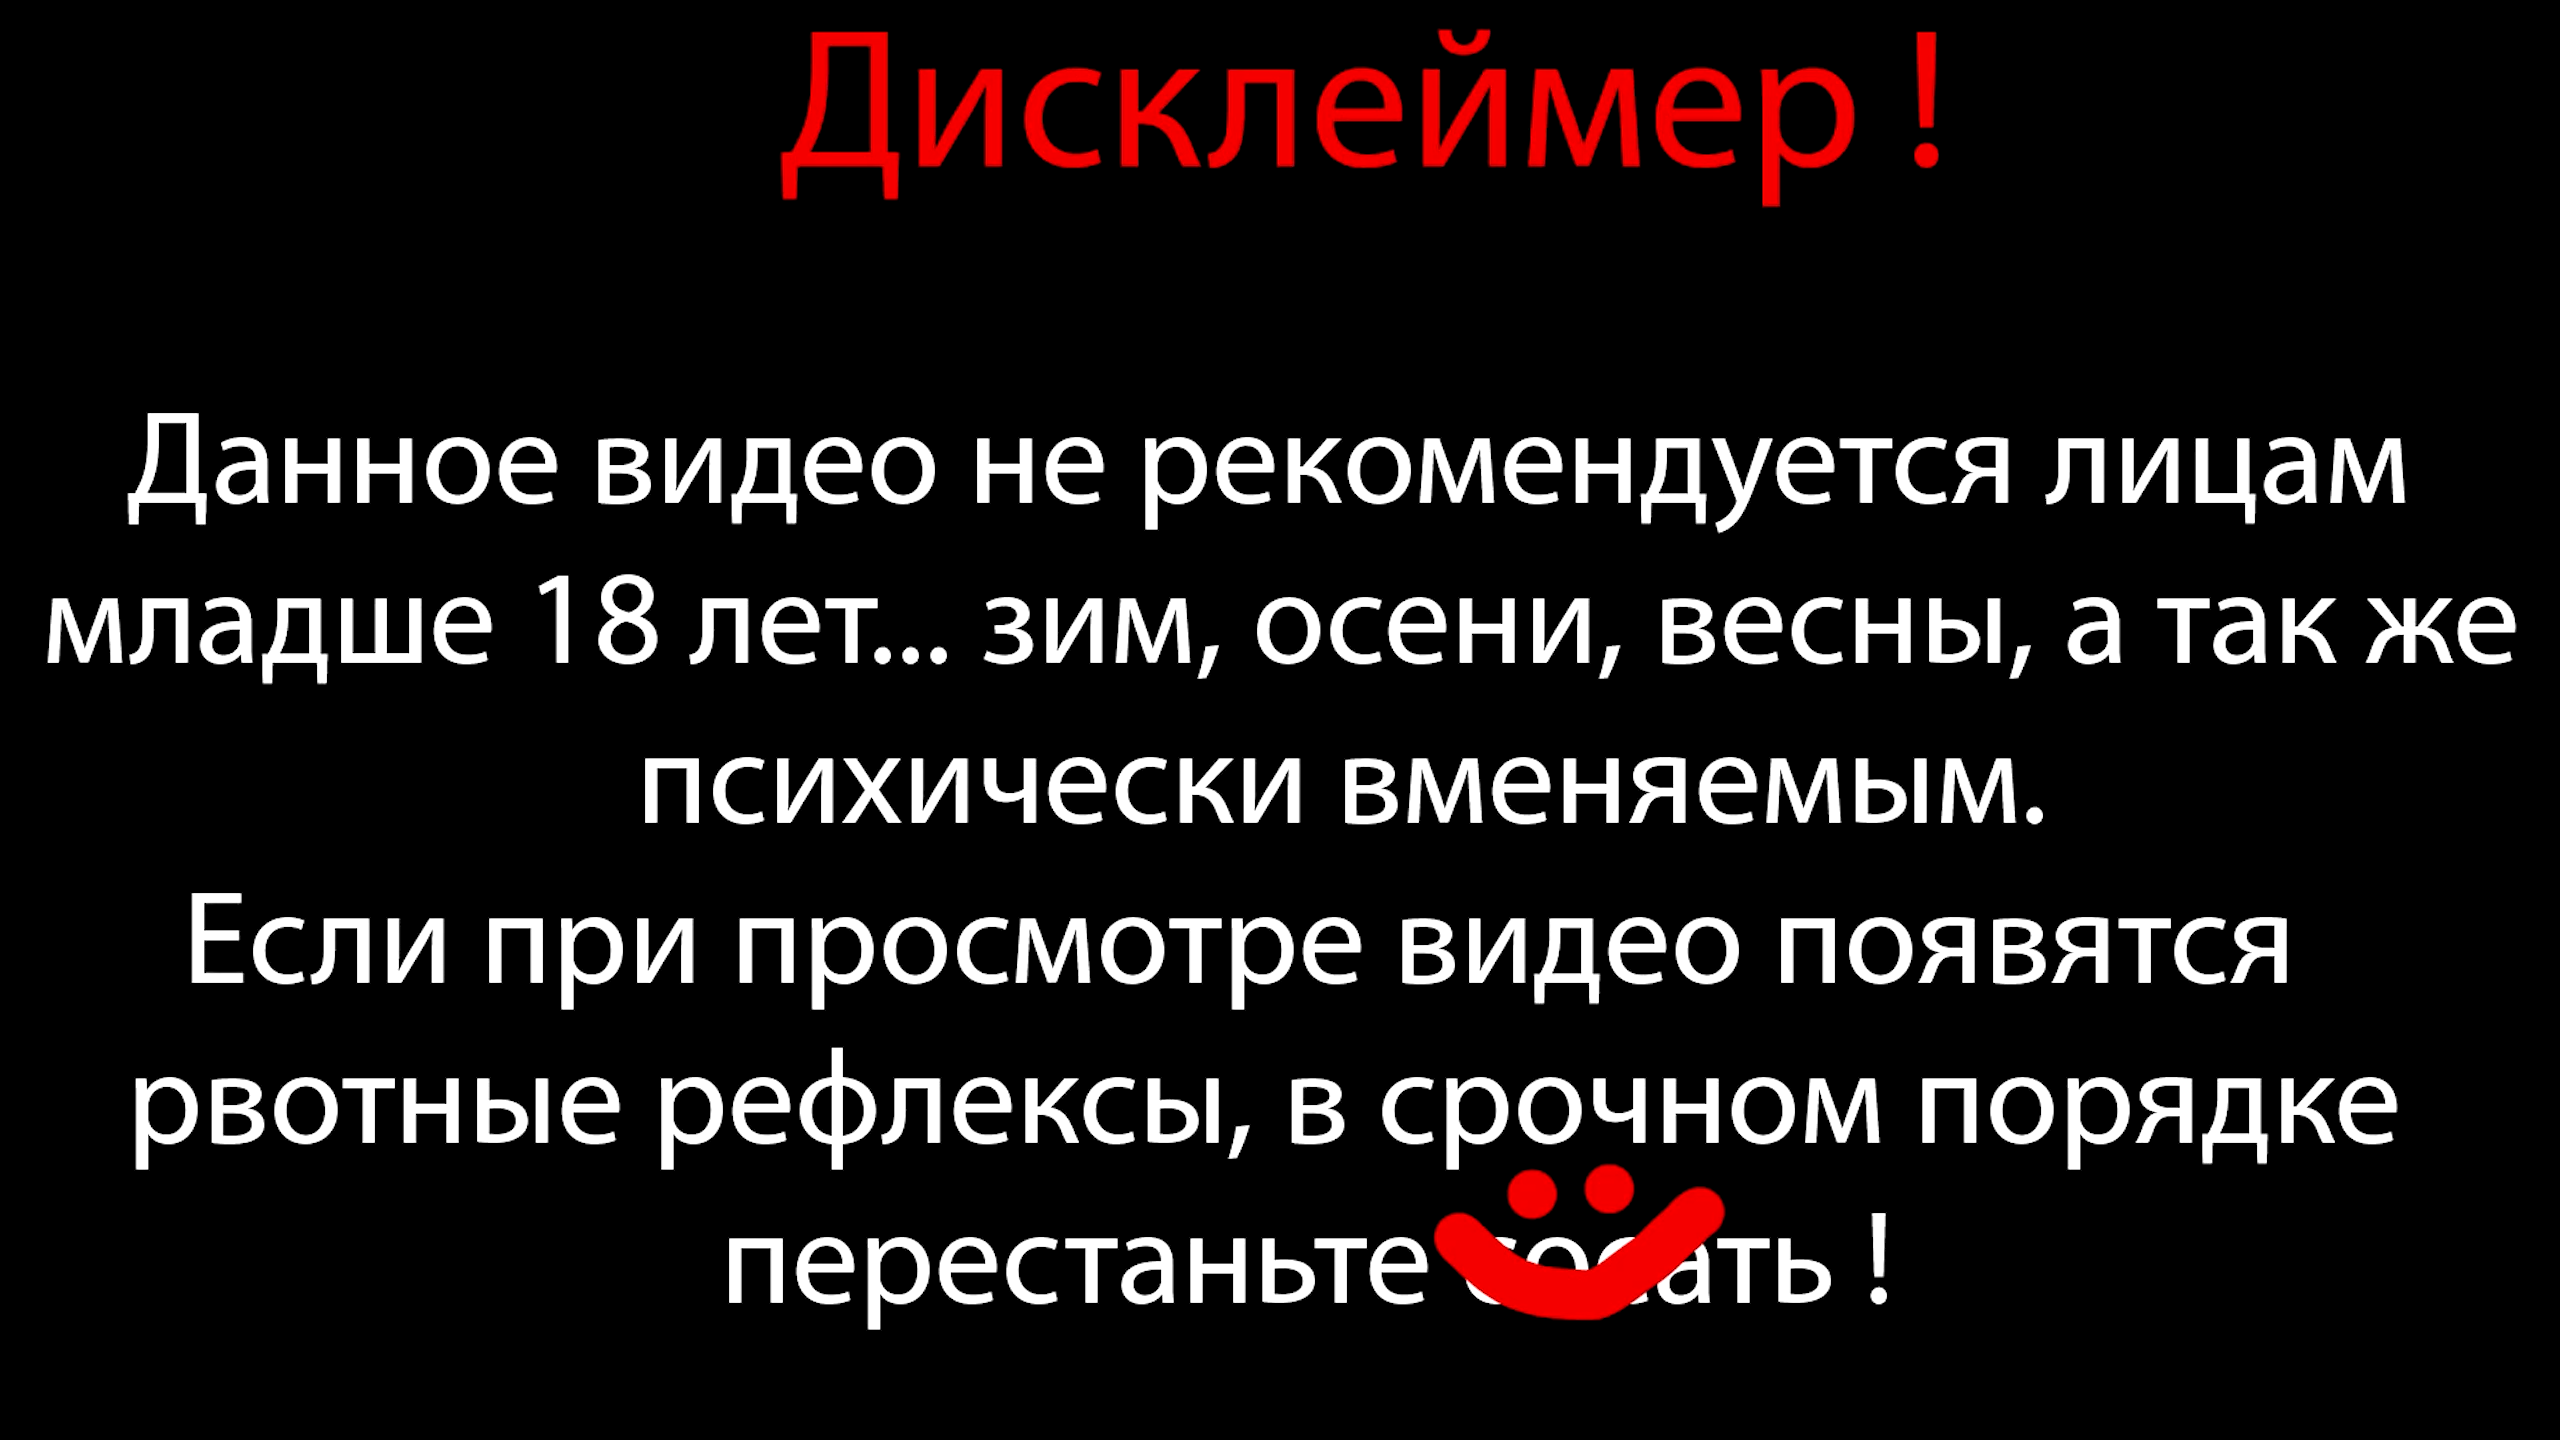 Дисклеймер !
Данное видео не рекомендуется лицам
младше 18 лет... зим, осени, весны, а так же
психически вменяемым.
Если при просмотре видео появятся
рвотные рефлексы, в срочном порядке
перестаньте сосать !